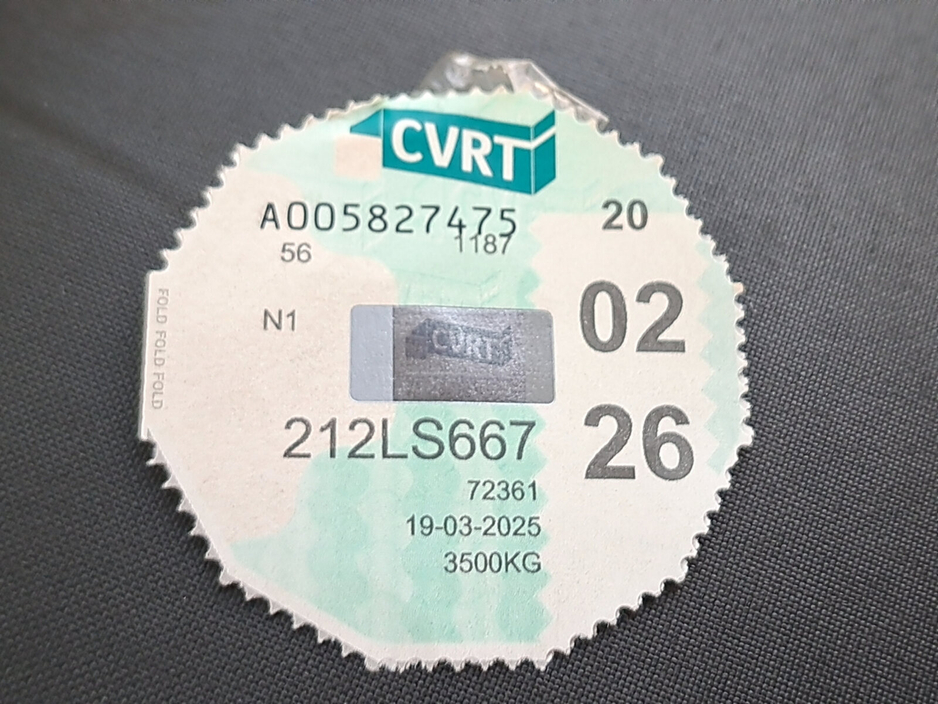 CVRT
A005827475
1187
56
20
N1
02
CVRT
FOLD FOLD FOLD
26
212LS667
72361
19-03-2025
3500KG